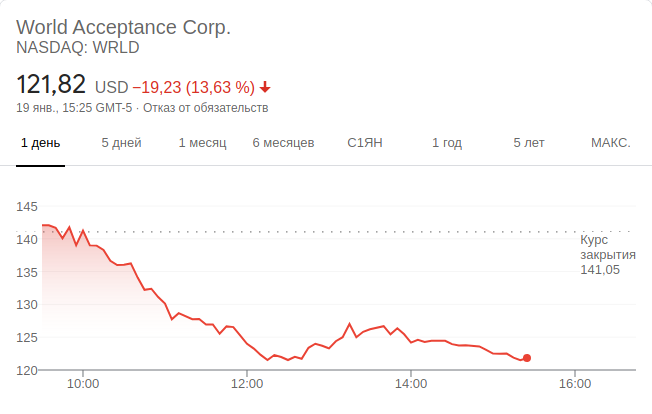 World Acceptance Corp.
NASDAQ: WRLD
121,82 USD −19,23 (13,63 %)
19 янв., 15:25 GMT-5 · Отказ от обязательств
1 день 5 дней 1 месяц 6 месяцев С1ЯН 1 год 5 лет МАКС.
145
140
135
130
125
120
Курс
закрытия
141,05
10:00 12:00 14:00 16:00